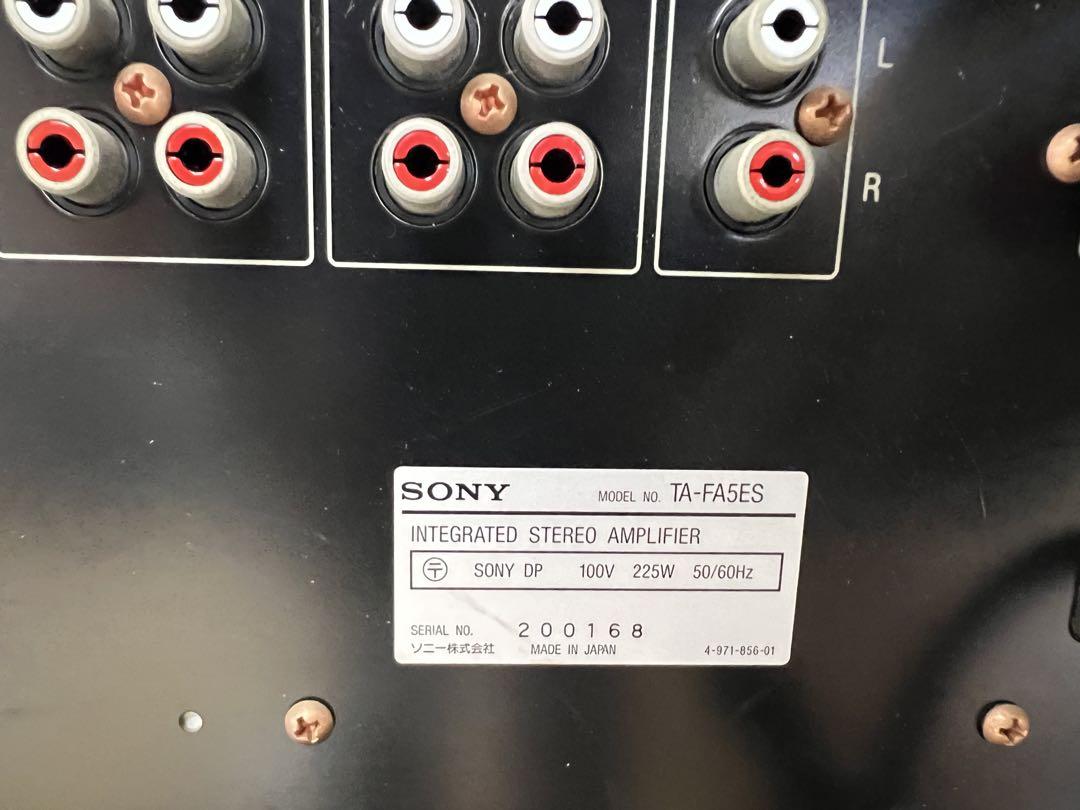 L
R
SONY MODEL NO. TA-FA5ES
INTEGRATED STEREO AMPLIFIER
〒 SONY DP 100V 225W 50/60Hz
SERIAL NO. 200168
ソニー株式会社 MADE IN JAPAN 4-971-856-01